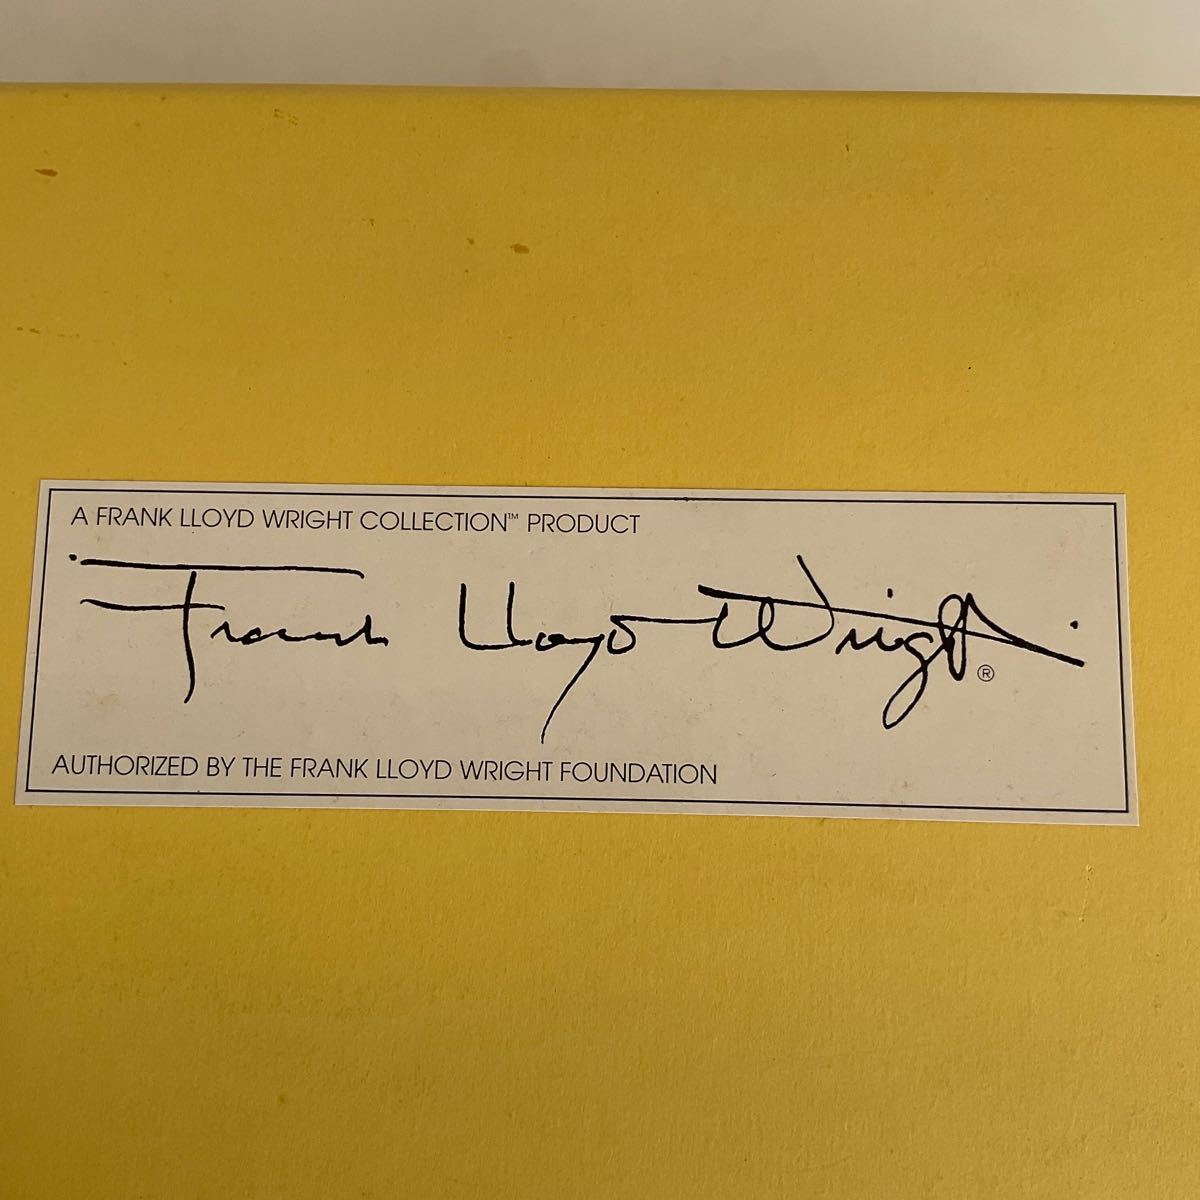 A FRANK LLOYD WRIGHT COLLECTION™ PRODUCT
Frank Lloyd Wright®
AUTHORIZED BY THE FRANK LLOYD WRIGHT FOUNDATION